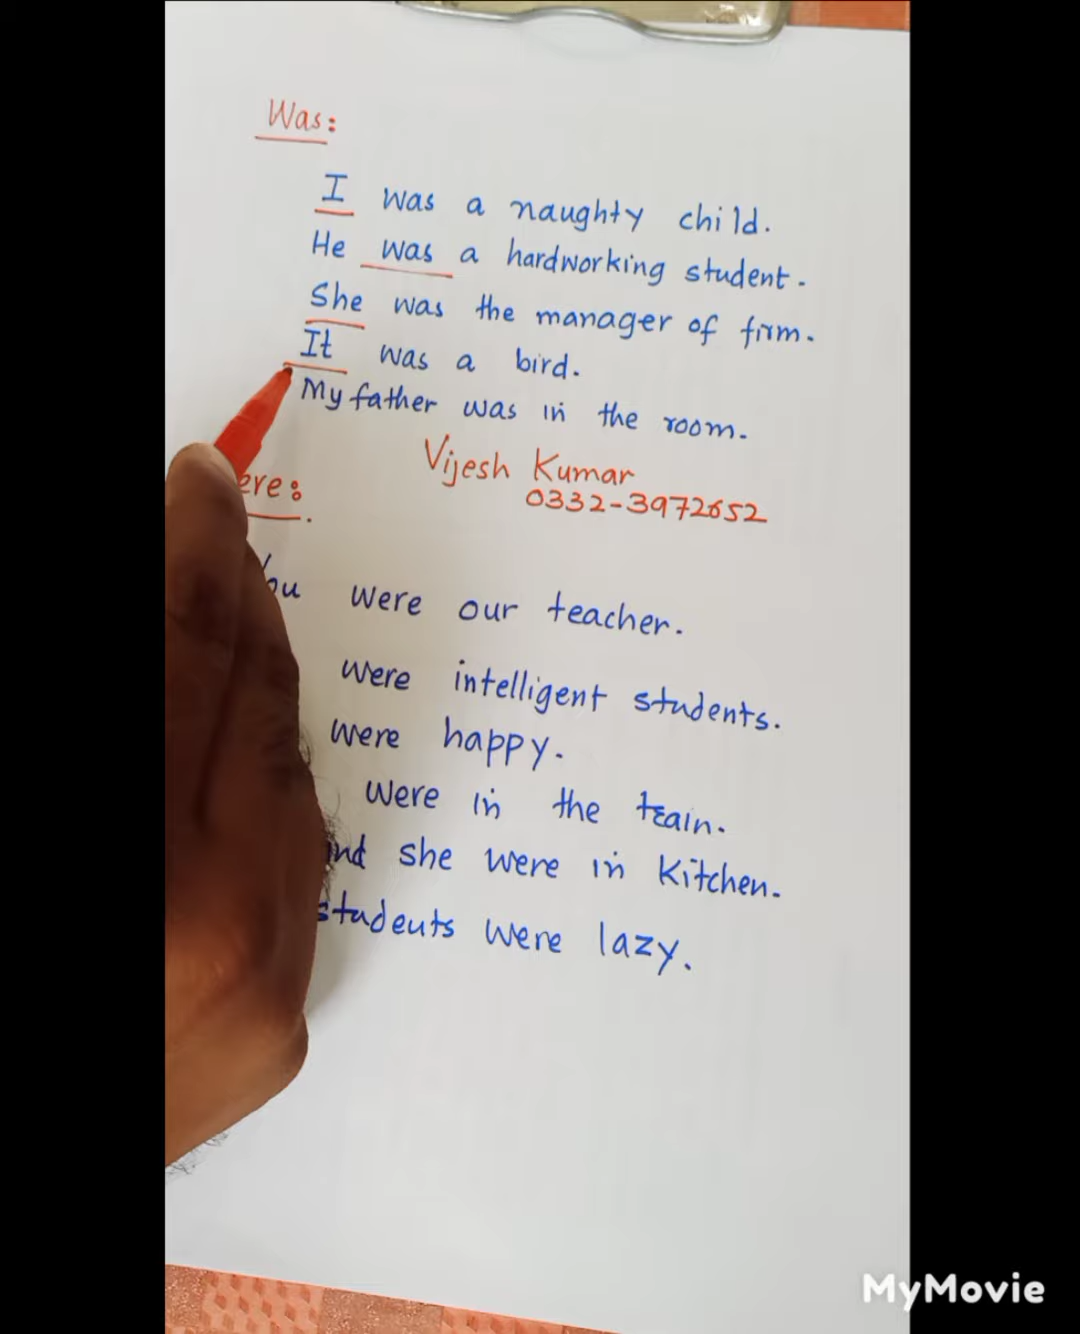 Was:
I was a naughty child.
He was a hardworking student.
She was the manager of firm.
It was a bird.
My father was in the room.
Vijesh Kumar
0332-3972652
ere:
ou were our teacher.
were intelligent students.
were happy.
were in the train.
and she were in kitchen.
students were lazy.
MyMovie